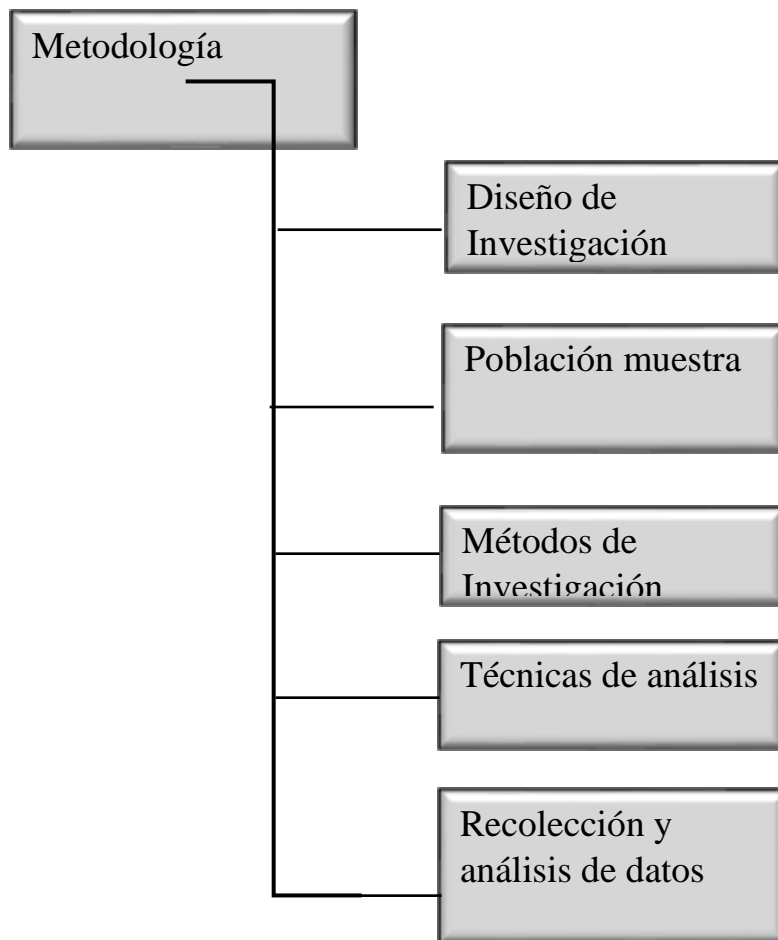 Metodología
Diseño de
Investigación
Población muestra
Métodos de
Investigación
Técnicas de análisis
Recolección y
análisis de datos